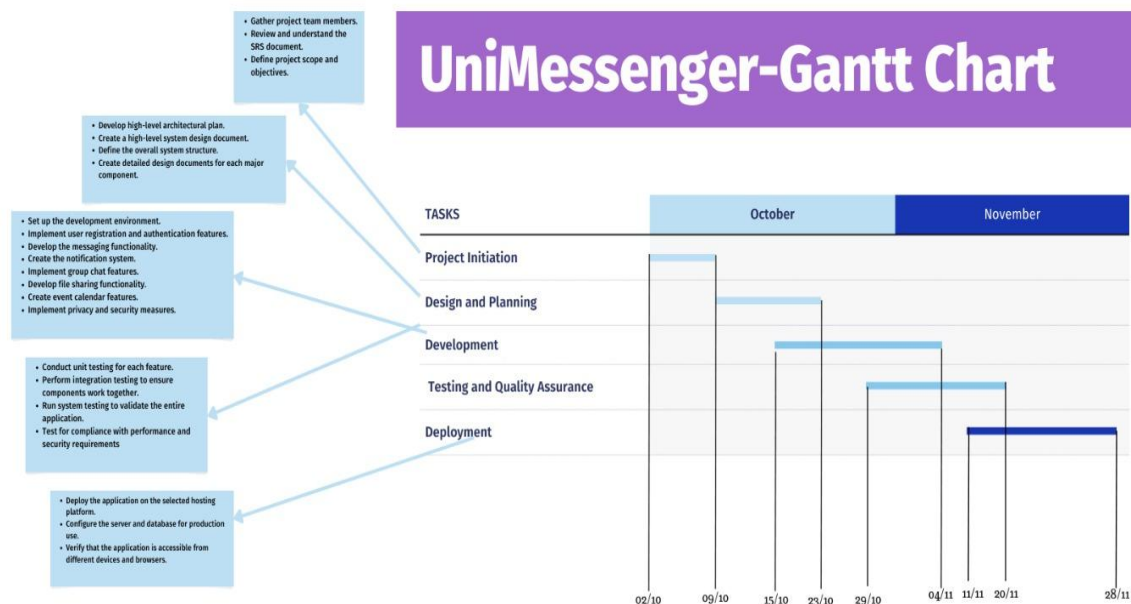 • Gather project team members.
• Review and understand the
SRS document.
• Define project scope and
objectives.
UniMessenger-Gantt Chart
• Develop high-level architectural plan.
• Create a high-level system design document.
• Define the overall system structure.
• Create detailed design documents for each major
component.
• Set up the development environment.
• Implement user registration and authentication features.
• Develop the messaging functionality.
• Create the notification system.
• Implement group chat features.
• Develop file sharing functionality.
• Create event calendar features.
• Implement privacy and security measures.
• Conduct unit testing for each feature.
• Perform integration testing to ensure
components work together.
• Run system testing to validate the entire
application.
• Test for compliance with performance and
security requirements
• Deploy the application on the selected hosting
platform.
• Configure the server and database for production
use.
• Verify that the application is accessible from
different devices and browsers.
TASKS October November
Project Initiation
Design and Planning
Development
Testing and Quality Assurance
Deployment
02/10 09/10 15/10 23/10 29/10 04/11 11/11 20/11 28/11